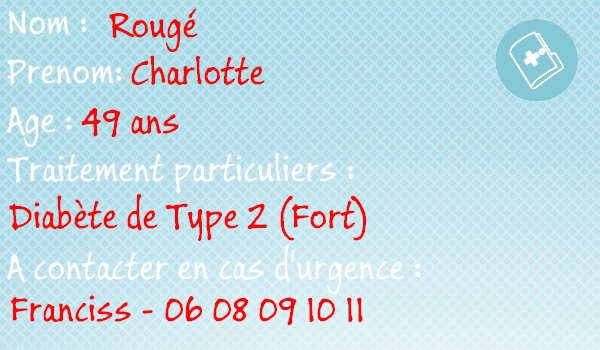 Nom : Rougé
Prenom: Charlotte
Age : 49 ans
Traitement particuliers :
Diabète de Type 2 (Fort)
A contacter en cas d'urgence :
Franciss - 06 08 09 10 11